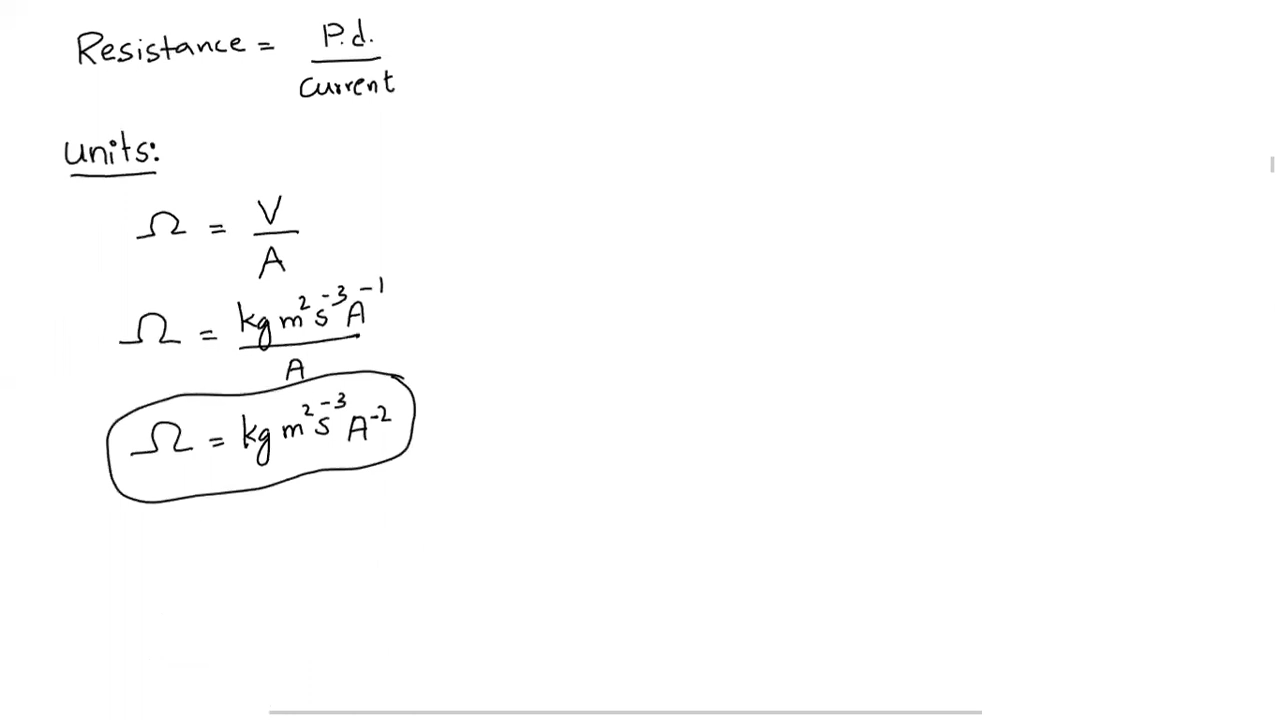 Resistance = P.d. / current
units:
Ω = V / A
Ω = kg m² s⁻³ A⁻¹ / A
Ω = kg m² s⁻³ A⁻²